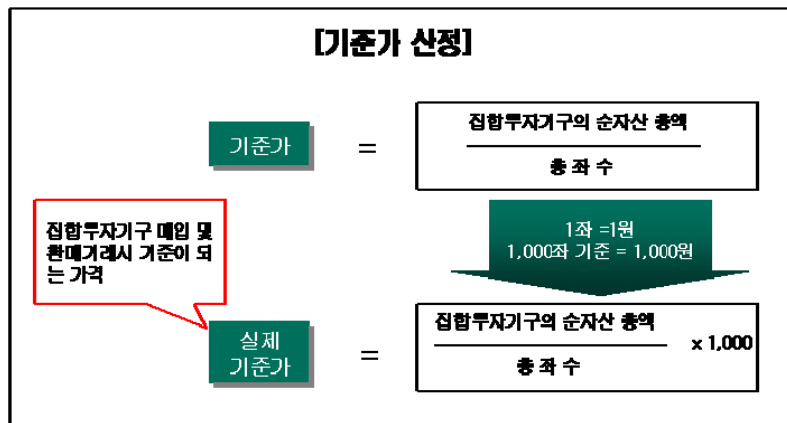 [기준가 산정]
기준가
=
집합투자기구의 순자산 총액
총 좌 수
1좌 =1원
1,000좌 기준 = 1,000원
집합투자기구 매입 및
환매거래시 기준이 되
는 가격
실제
기준가
=
집합투자기구의 순자산 총액
총 좌 수
x 1,000